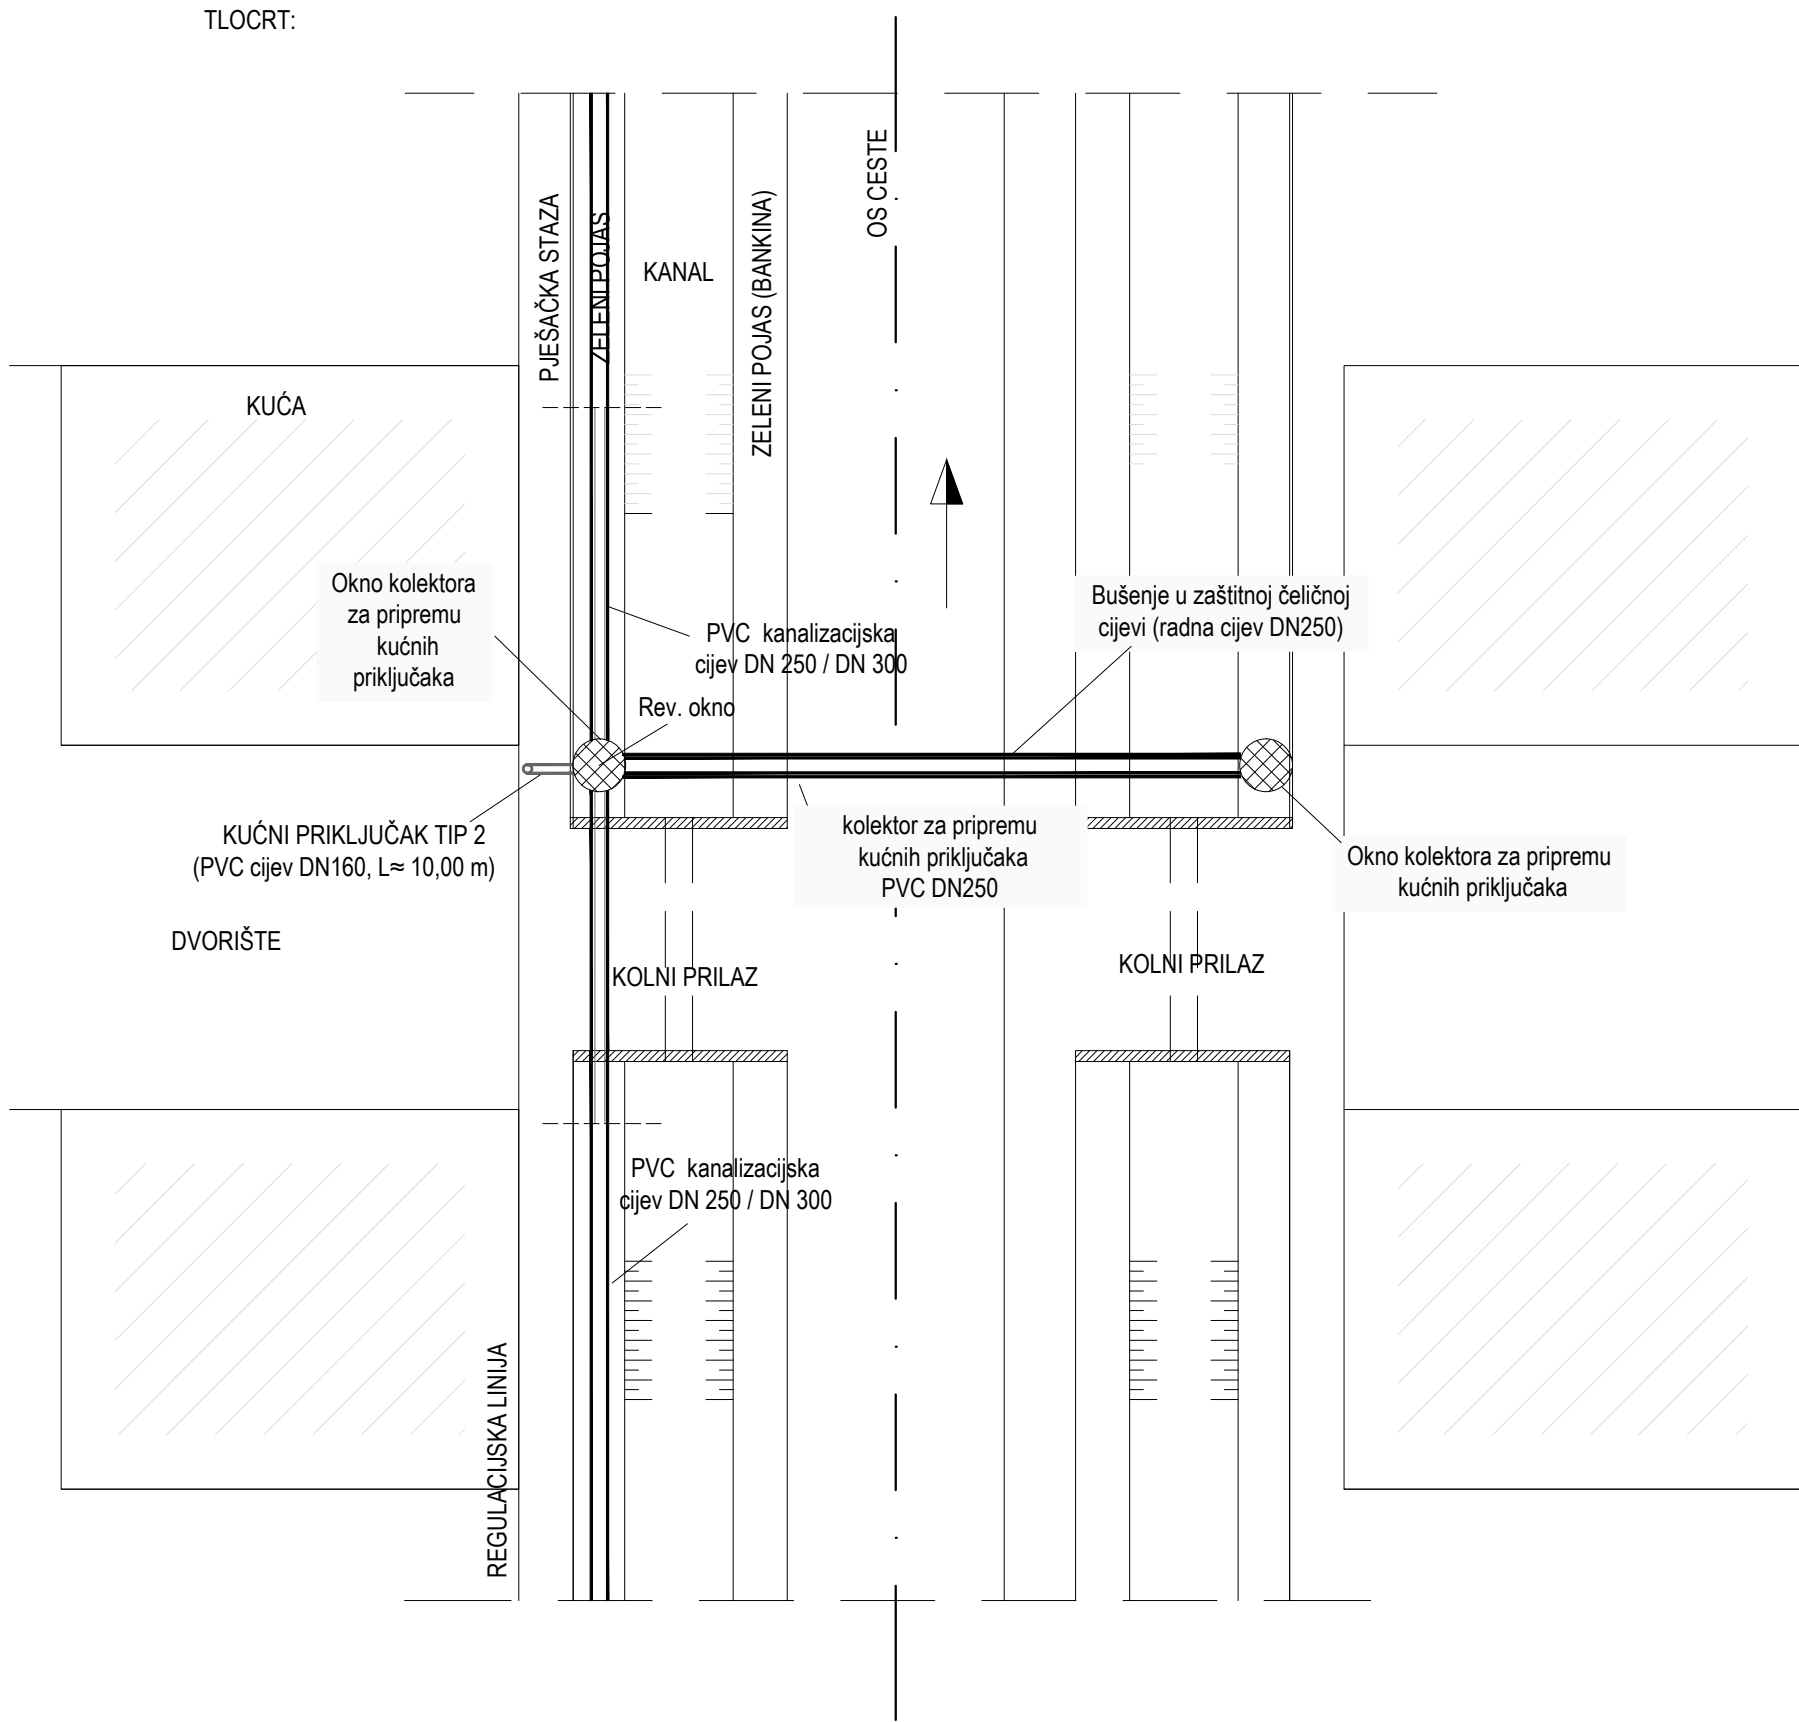 TLOCRT:
OS CESTE
PJEŠAČKA STAZA
ZELENI POJAS
KANAL
ZELENI POJAS (BANKINA)
KUĆA
Okno kolektora
za pripremu
kućnih
priključaka
PVC kanalizacijska
cijev DN 250 / DN 300
Bušenje u zaštitnoj čeličnoj
cijevi (radna cijev DN250)
Rev. okno
KUĆNI PRIKLJUČAK TIP 2
(PVC cijev DN160, L≈ 10,00 m)
kolektor za pripremu
kućnih priključaka
PVC DN250
Okno kolektora za pripremu
kućnih priključaka
DVORIŠTE
KOLNI PRILAZ
KOLNI PRILAZ
PVC kanalizacijska
cijev DN 250 / DN 300
REGULACIJSKA LINIJA